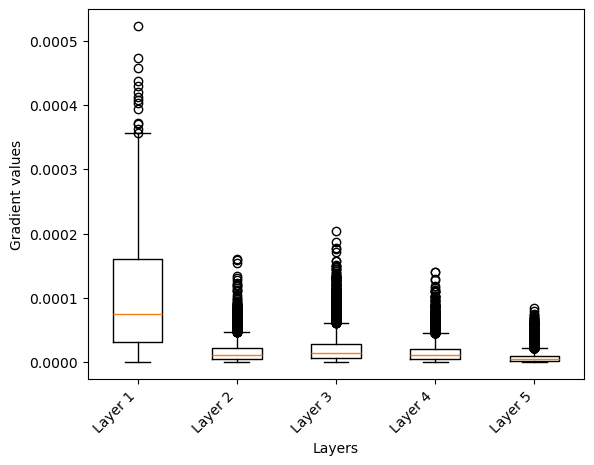 0.0005
0.0004
0.0003
0.0002
0.0001
0.0000
Gradient values
Layer 1
Layer 2
Layer 3
Layer 4
Layer 5
Layers